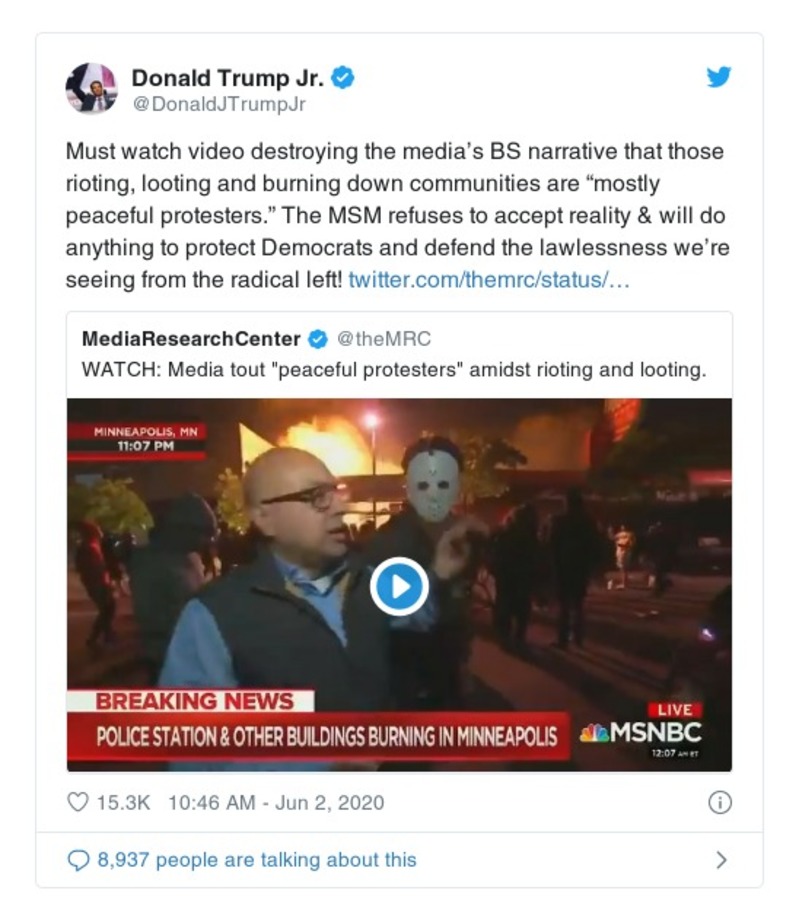 Donald Trump Jr.
@DonaldJTrumpJr
Must watch video destroying the media's BS narrative that those
rioting, looting and burning down communities are “mostly
peaceful protesters.” The MSM refuses to accept reality & will do
anything to protect Democrats and defend the lawlessness we're
seeing from the radical left! twitter.com/themrc/status/…
MediaResearchCenter @theMRC
WATCH: Media tout "peaceful protesters" amidst rioting and looting.
MINNEAPOLIS, MN
11:07 PM
BREAKING NEWS
POLICE STATION & OTHER BUILDINGS BURNING IN MINNEAPOLIS
LIVE
MSNBC
12:07 AM ET
15.3K 10:46 AM - Jun 2, 2020
8,937 people are talking about this